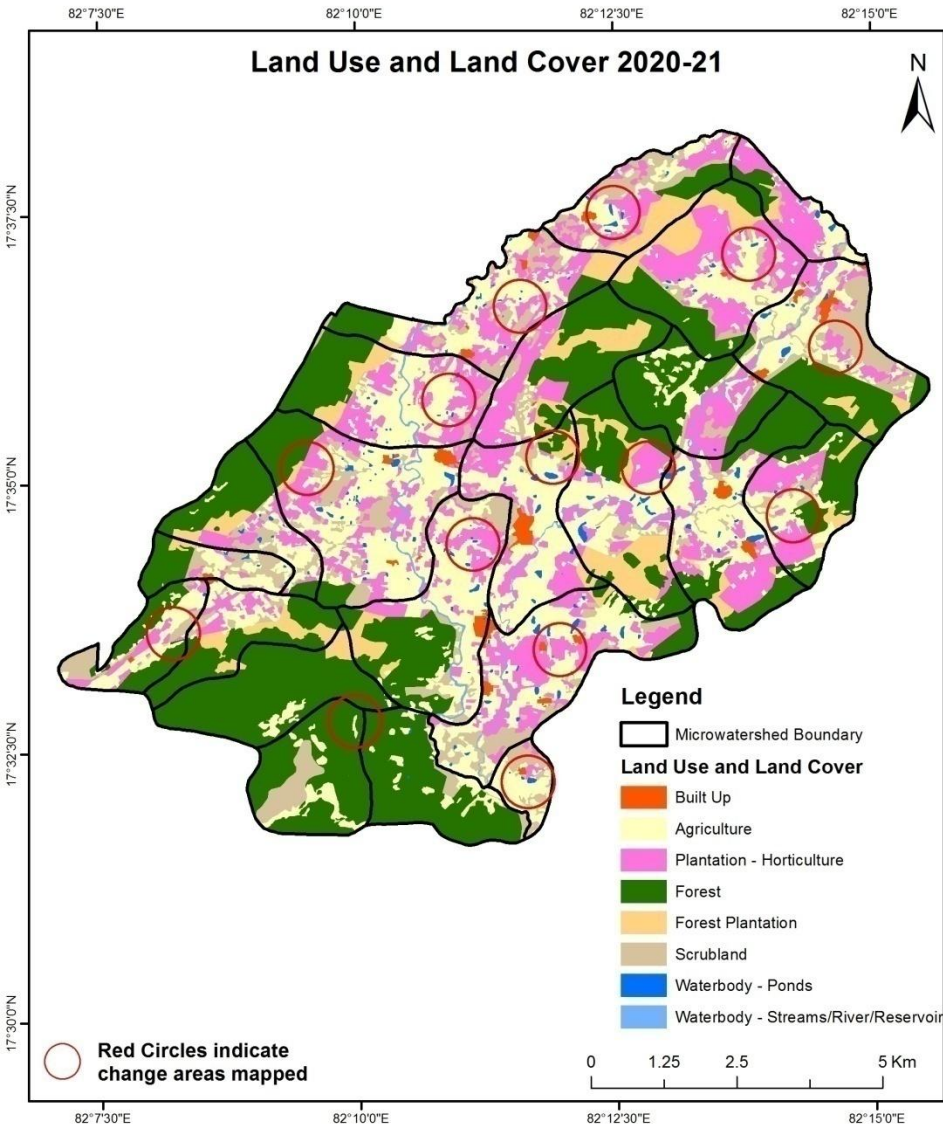 82°7'30"E 82°10'0"E 82°12'30"E 82°15'0"E
Land Use and Land Cover 2020-21
N
17°37'30"N
17°35'0"N
17°32'30"N
17°30'0"N
Legend
Microwatershed Boundary
Land Use and Land Cover
Built Up
Agriculture
Plantation - Horticulture
Forest
Forest Plantation
Scrubland
Waterbody - Ponds
Waterbody - Streams/River/Reservoir
Red Circles indicate
change areas mapped
0 1.25 2.5 5 Km
82°7'30"E 82°10'0"E 82°12'30"E 82°15'0"E